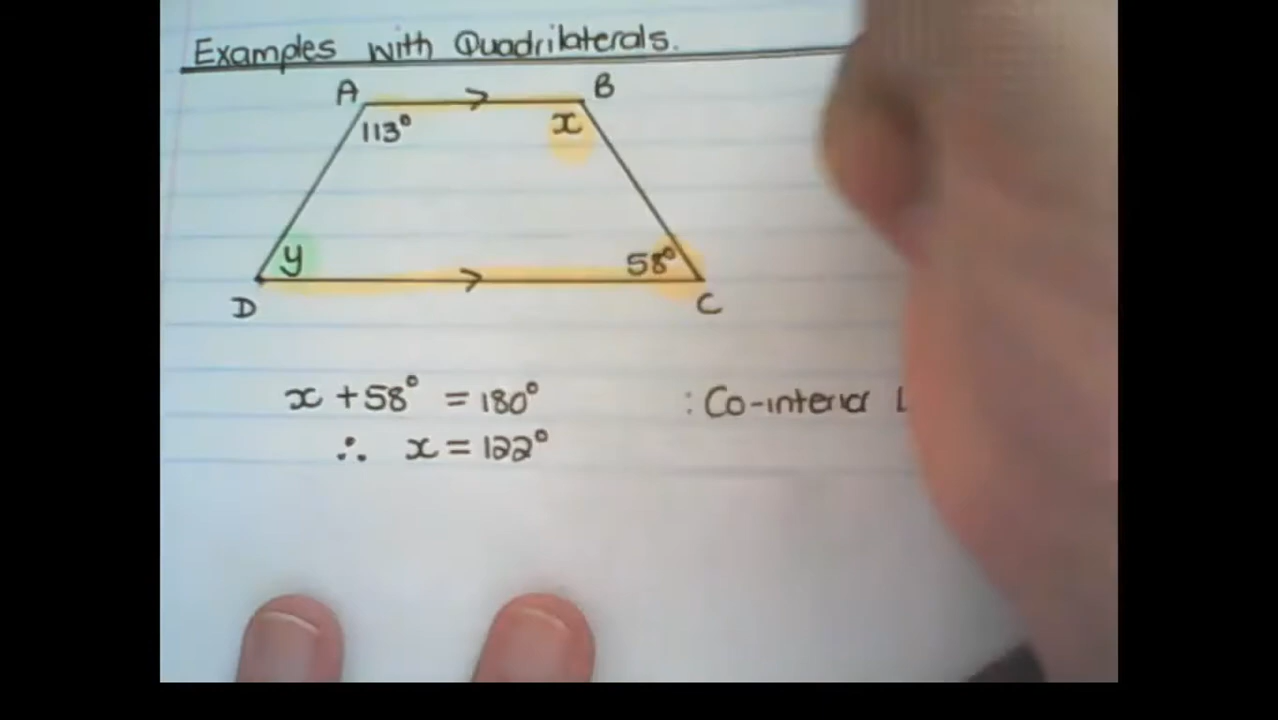 Examples with Quadrilaterals.
A B
113° x
y 58°
D C
x + 58° = 180° : Co-interior
∴ x = 122°